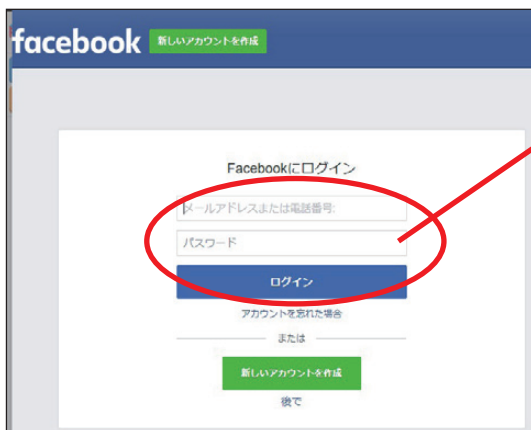 facebook 新しいアカウントを作成
Facebookにログイン
メールアドレスまたは電話番号:
パスワード
ログイン
アカウントを忘れた場合
または
新しいアカウントを作成
後で